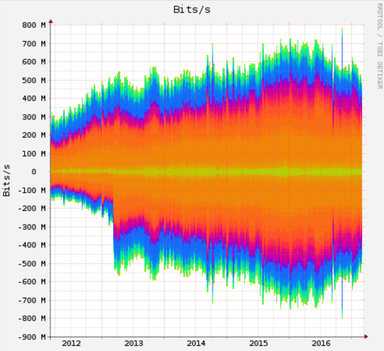 Bits/s
RRDTOOL / TOBI OETIKER
800 M
700 M
600 M
500 M
400 M
300 M
200 M
100 M
0
-100 M
-200 M
-300 M
-400 M
-500 M
-600 M
-700 M
-800 M
-900 M
Bits/s
2012 2013 2014 2015 2016